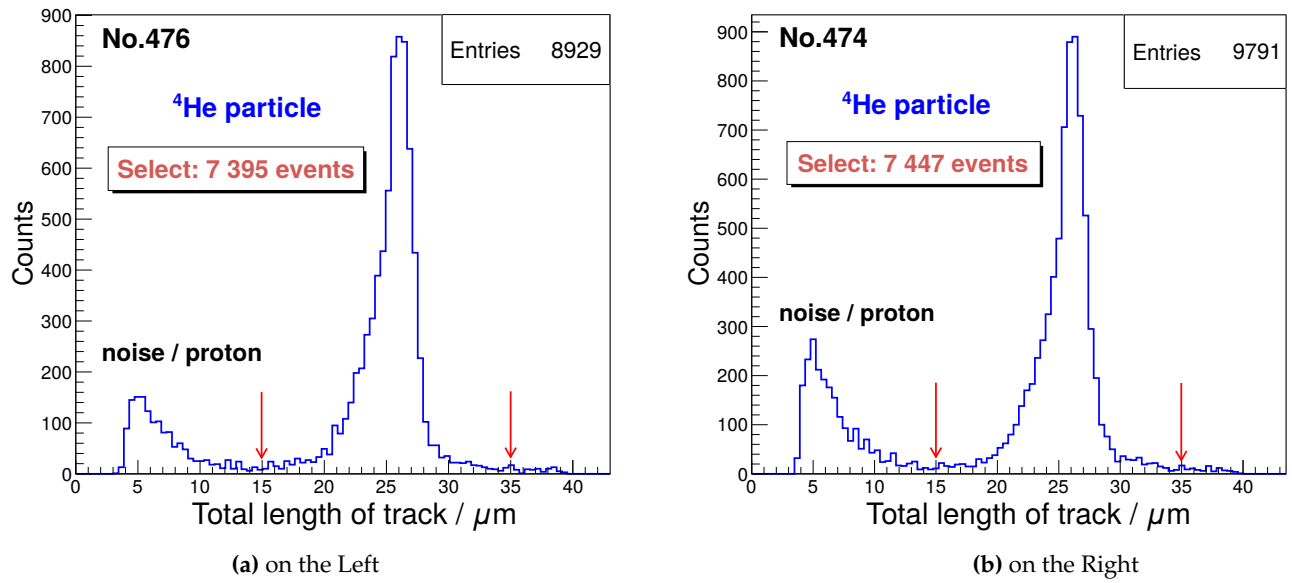 No.476
Entries 8929
⁴He particle
Select: 7 395 events
noise / proton
Counts
0 100 200 300 400 500 600 700 800 900
0 5 10 15 20 25 30 35 40
Total length of track / μm
(a) on the Left
No.474
Entries 9791
⁴He particle
Select: 7 447 events
noise / proton
Counts
0 100 200 300 400 500 600 700 800 900
0 5 10 15 20 25 30 35 40
Total length of track / μm
(b) on the Right